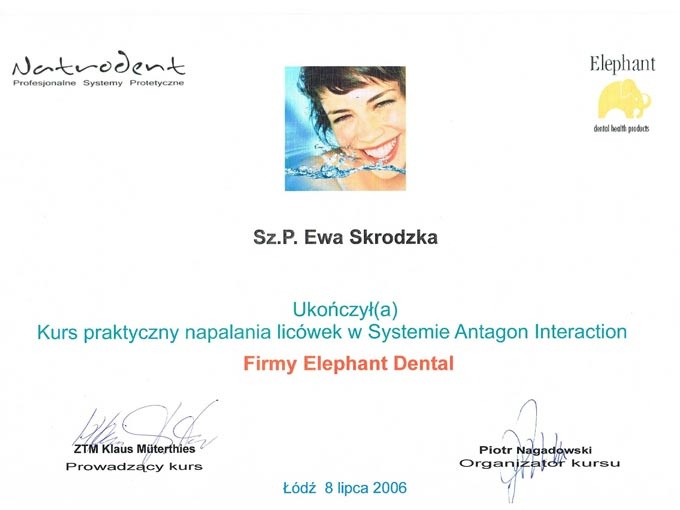 Natrodent
Profesjonalne Systemy Protetyczne
Elephant
dental health products
Sz.P. Ewa Skrodzka
Ukończył(a)
Kurs praktyczny napalania licówek w Systemie Antagon Interaction
Firmy Elephant Dental
ZTM Klaus Müterthies
Prowadzący kurs
Piotr Nagadowski
Organizator kursu
Łódź 8 lipca 2006